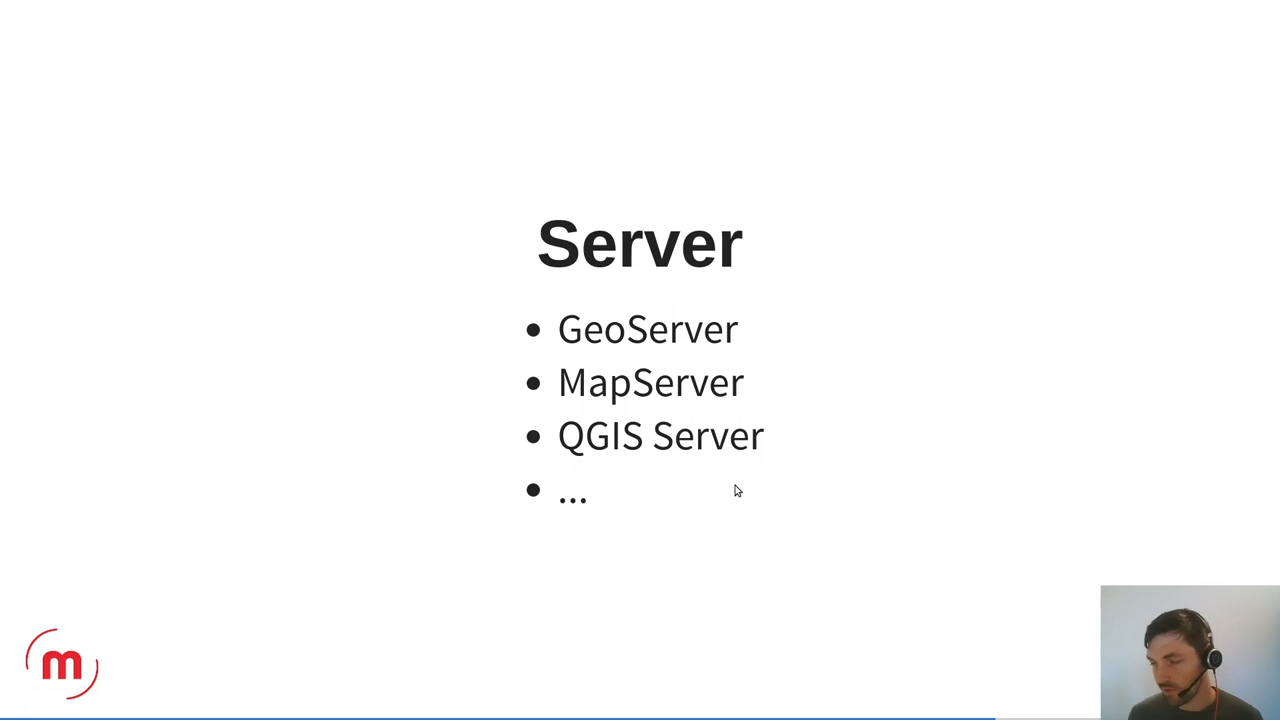 Server
• GeoServer
• MapServer
• QGIS Server
• ...
m